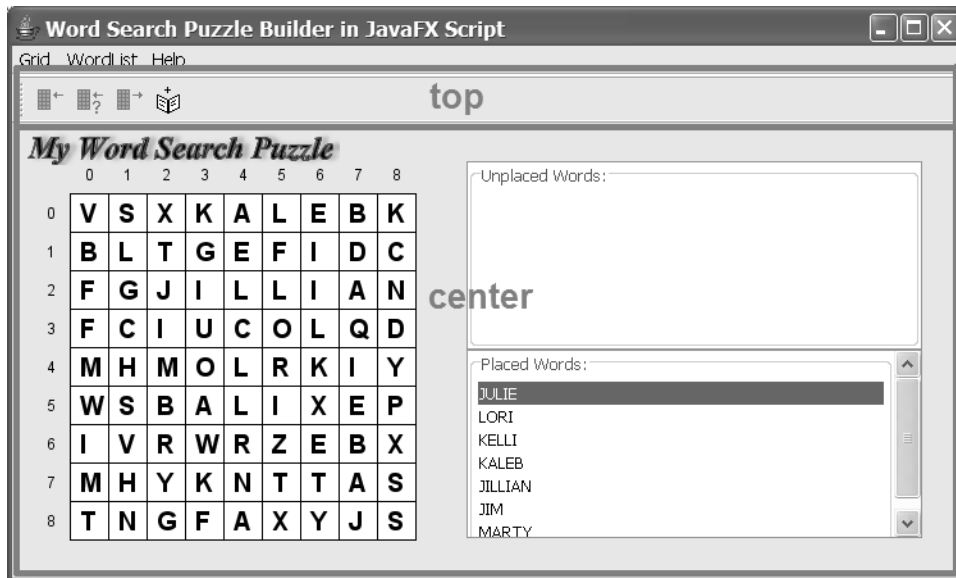 Word Search Puzzle Builder in JavaFX Script
Grid WordList Help
top
My Word Search Puzzle
0 1 2 3 4 5 6 7 8
0 V S X K A L E B K
1 B L T G E F I D C
2 F G J I L L I A N
3 F C I U C O L Q D
4 M H M O L R K I Y
5 W S B A L I X E P
6 I V R W R Z E B X
7 M H Y K N T T A S
8 T N G F A X Y J S
center
Unplaced Words:
Placed Words:
JULIE
LORI
KELLI
KALEB
JILLIAN
JIM
MARTY